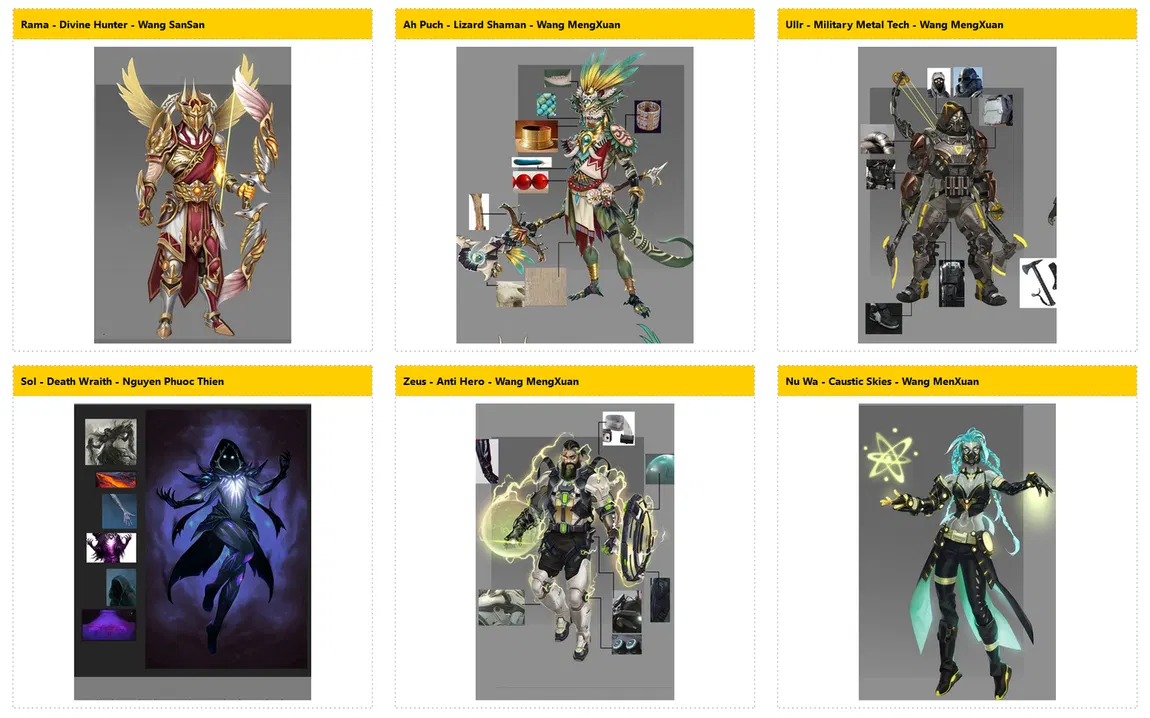 Rama - Divine Hunter - Wang SanSan
Ah Puch - Lizard Shaman - Wang MengXuan
Ullr - Military Metal Tech - Wang MengXuan
Sol - Death Wraith - Nguyen Phuoc Thien
Zeus - Anti Hero - Wang MengXuan
Nu Wa - Caustic Skies - Wang MenXuan